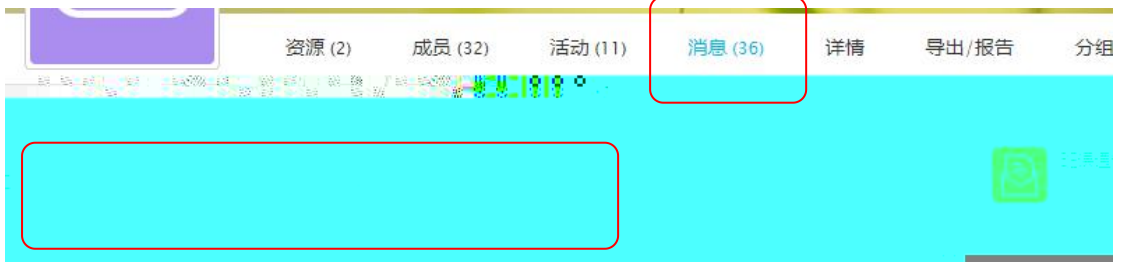 资源 (2) 成员 (32) 活动 (11) 消息 (36) 详情 导出/报告 分组